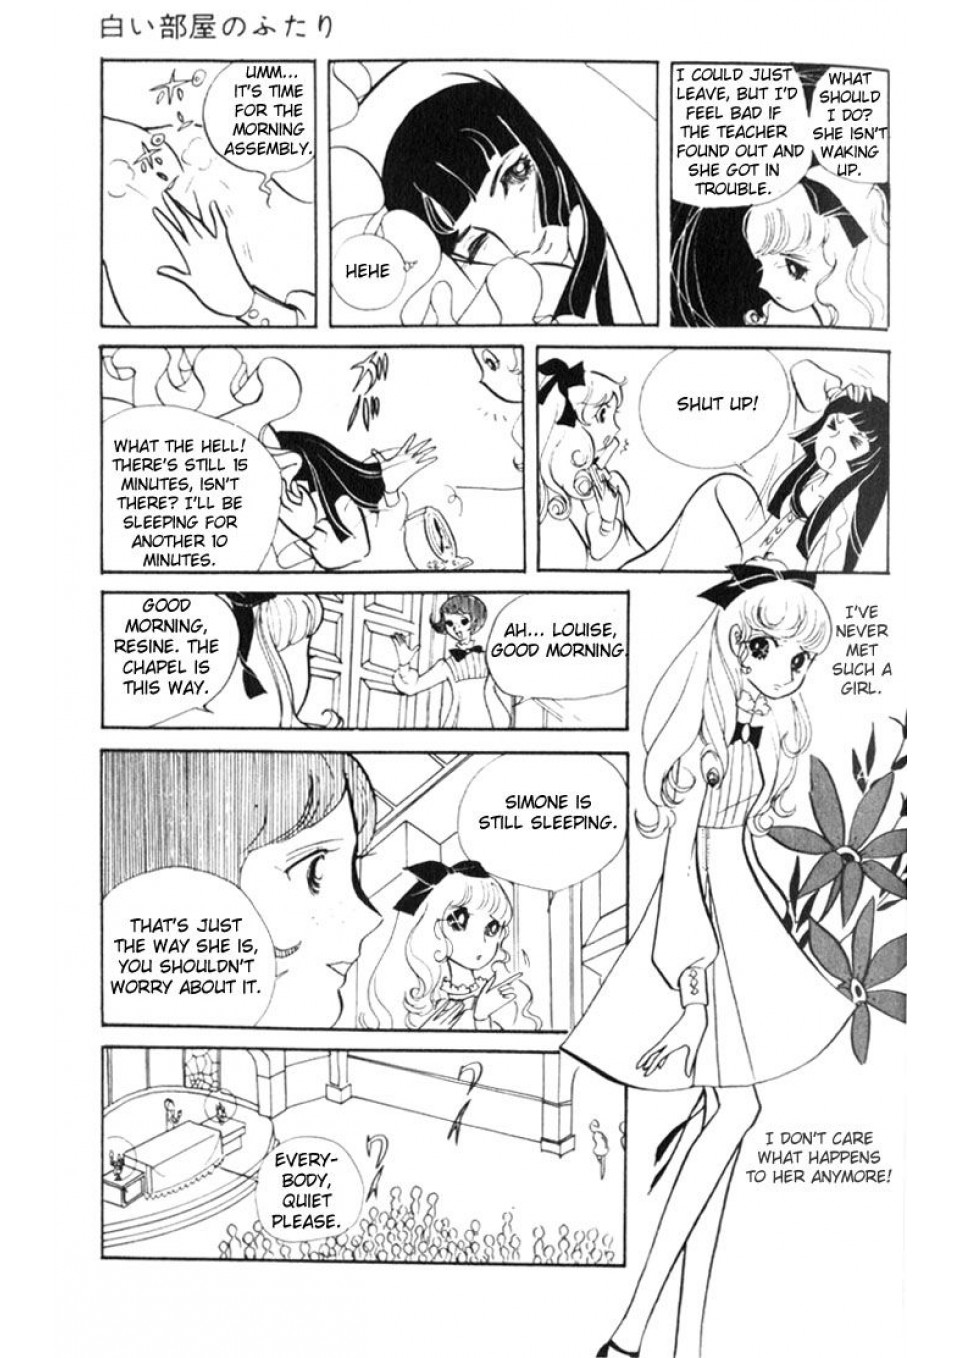 白い部屋のふたり
I COULD JUST
LEAVE, BUT I'D
FEEL BAD IF
THE TEACHER
FOUND OUT AND
SHE GOT IN
TROUBLE.
WHAT
SHOULD
I DO?
SHE ISN'T
WAKING
UP.
HEHE
UMM...
IT'S TIME
FOR THE
MORNING
ASSEMBLY.
SHUT UP!
WHAT THE HELL!
THERE'S STILL 15
MINUTES, ISN'T
THERE? I'LL BE
SLEEPING FOR
ANOTHER 10
MINUTES.
I'VE
NEVER
MET
SUCH A
GIRL.
GOOD
MORNING,
RESINE. THE
CHAPEL IS
THIS WAY.
AH... LOUISE,
GOOD MORNING.
SIMONE IS
STILL SLEEPING.
THAT'S JUST
THE WAY SHE IS,
YOU SHOULDN'T
WORRY ABOUT IT.
EVERY-
BODY,
QUIET
PLEASE.
I DON'T CARE
WHAT HAPPENS
TO HER ANYMORE!